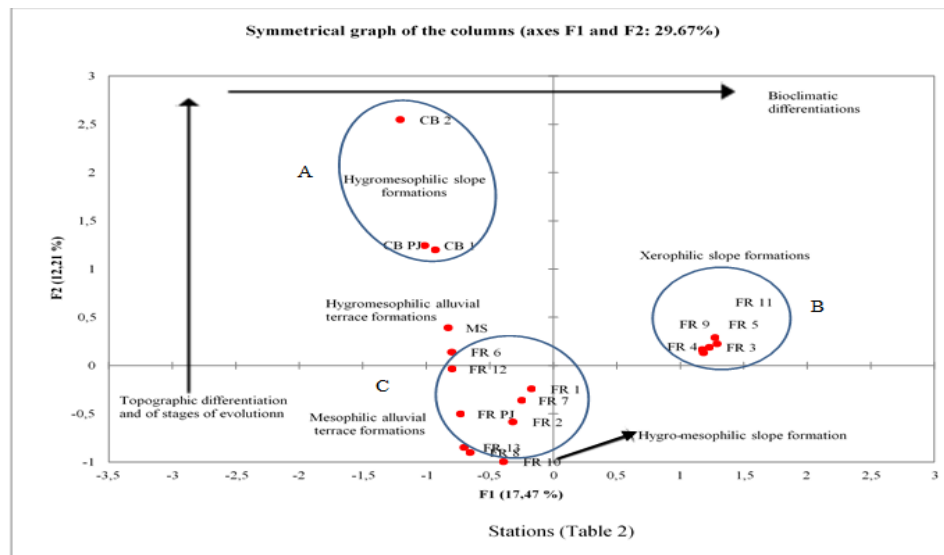 Symmetrical graph of the columns (axes F1 and F2: 29.67%)
3
2,5
2
1,5
1
0,5
0
-0,5
-1
F2 (12,21 %)
Bioclimatic
differentiations
CB 2
A
Hygromesophilic slope
formations
CB PJ
CB 1
Xerophilic slope formations
FR 11
B
FR 9
FR 5
FR 4
FR 3
Hygromesophilic alluvial
terrace formations
MS
FR 6
FR 12
C
FR 1
FR 7
Topographic differentiation
and of stages of evolutionn
FR PJ
FR 2
Mesophilic alluvial
terrace formations
FR 13
FR 8
FR 10
Hygro-mesophilic slope formation
-3,5
-3
-2,5
-2
-1,5
-1
-0,5
0
0,5
1
1,5
2
2,5
3
F1 (17,47 %)
Stations (Table 2)